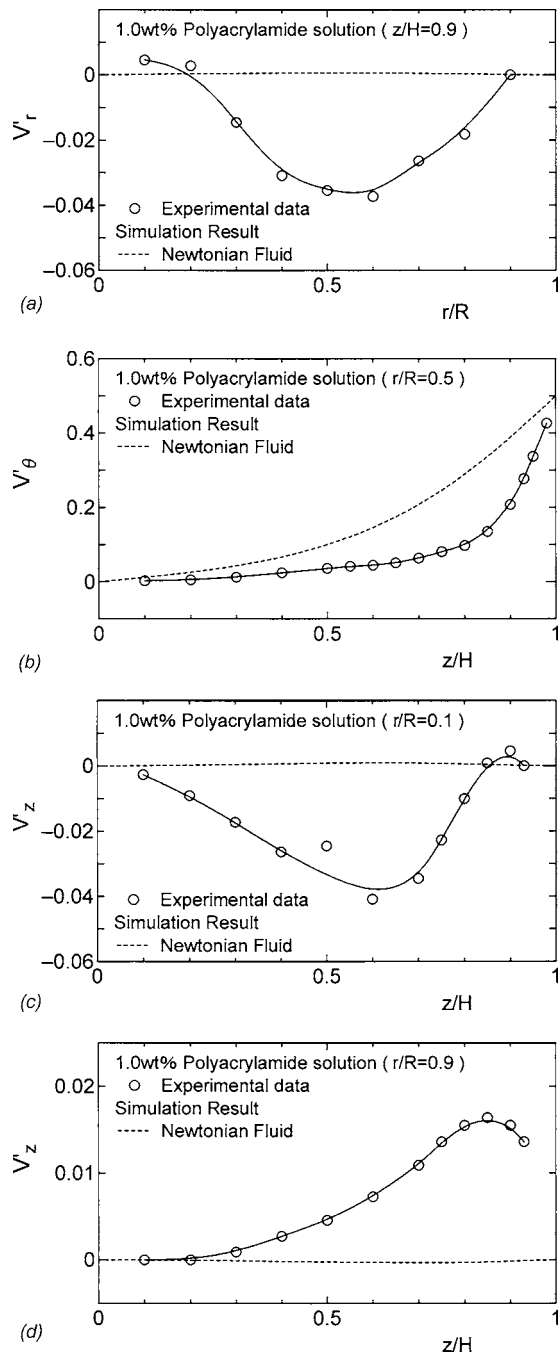 1.0wt% Polyacrylamide solution ( z/H=0.9 )
0
−0.02
−0.04
−0.06
V'r
Experimental data
Simulation Result
Newtonian Fluid
0
0.5
1
(a)
r/R
0.6
0.4
0.2
0
V'θ
1.0wt% Polyacrylamide solution ( r/R=0.5 )
Experimental data
Simulation Result
Newtonian Fluid
0
0.5
1
(b)
z/H
1.0wt% Polyacrylamide solution ( r/R=0.1 )
0
−0.02
−0.04
−0.06
V'z
Experimental data
Simulation Result
Newtonian Fluid
0
0.5
1
(c)
z/H
1.0wt% Polyacrylamide solution ( r/R=0.9 )
Experimental data
Simulation Result
Newtonian Fluid
0.02
0.01
0
V'z
0
0.5
1
(d)
z/H